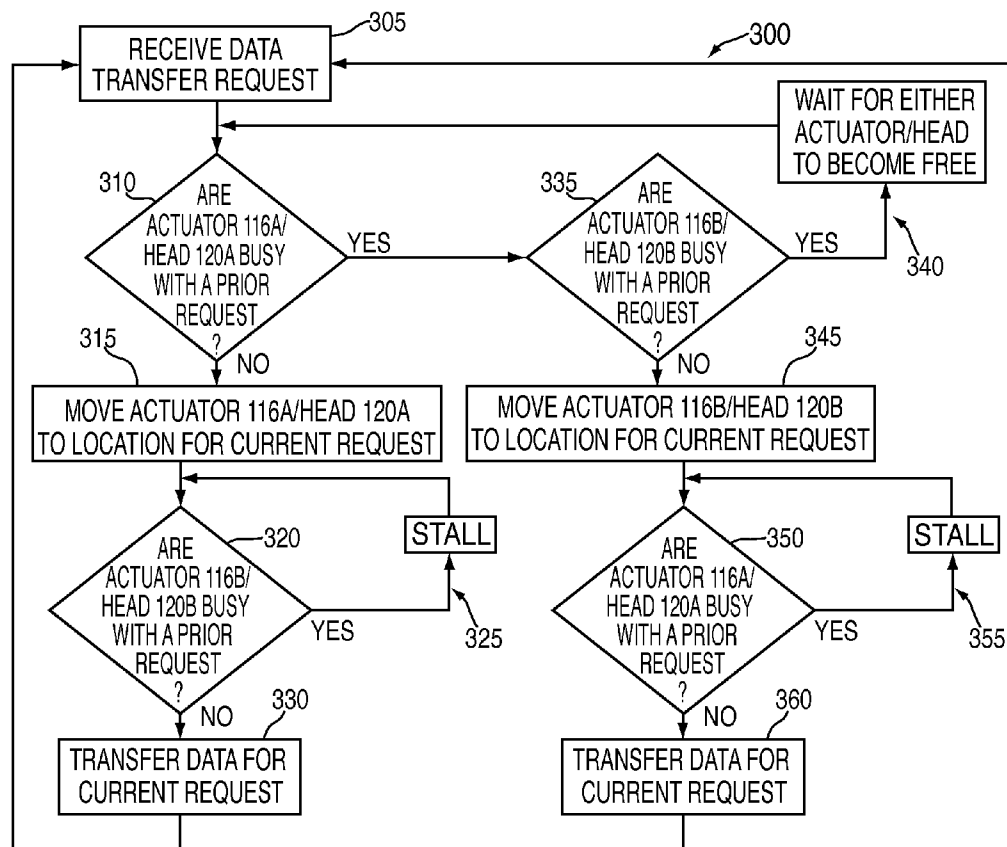 305
RECEIVE DATA
TRANSFER REQUEST
300
WAIT FOR EITHER
ACTUATOR/HEAD
TO BECOME FREE
310
ARE
ACTUATOR 116A/
HEAD 120A BUSY
WITH A PRIOR
REQUEST
?
YES
NO
335
ARE
ACTUATOR 116B/
HEAD 120B BUSY
WITH A PRIOR
REQUEST
?
YES
340
NO
315
MOVE ACTUATOR 116A/HEAD 120A
TO LOCATION FOR CURRENT REQUEST
345
MOVE ACTUATOR 116B/HEAD 120B
TO LOCATION FOR CURRENT REQUEST
320
ARE
ACTUATOR 116B/
HEAD 120B BUSY
WITH A PRIOR
REQUEST
?
YES
STALL
325
NO
350
ARE
ACTUATOR 116A/
HEAD 120A BUSY
WITH A PRIOR
REQUEST
?
YES
STALL
355
NO
330
TRANSFER DATA FOR
CURRENT REQUEST
360
TRANSFER DATA FOR
CURRENT REQUEST